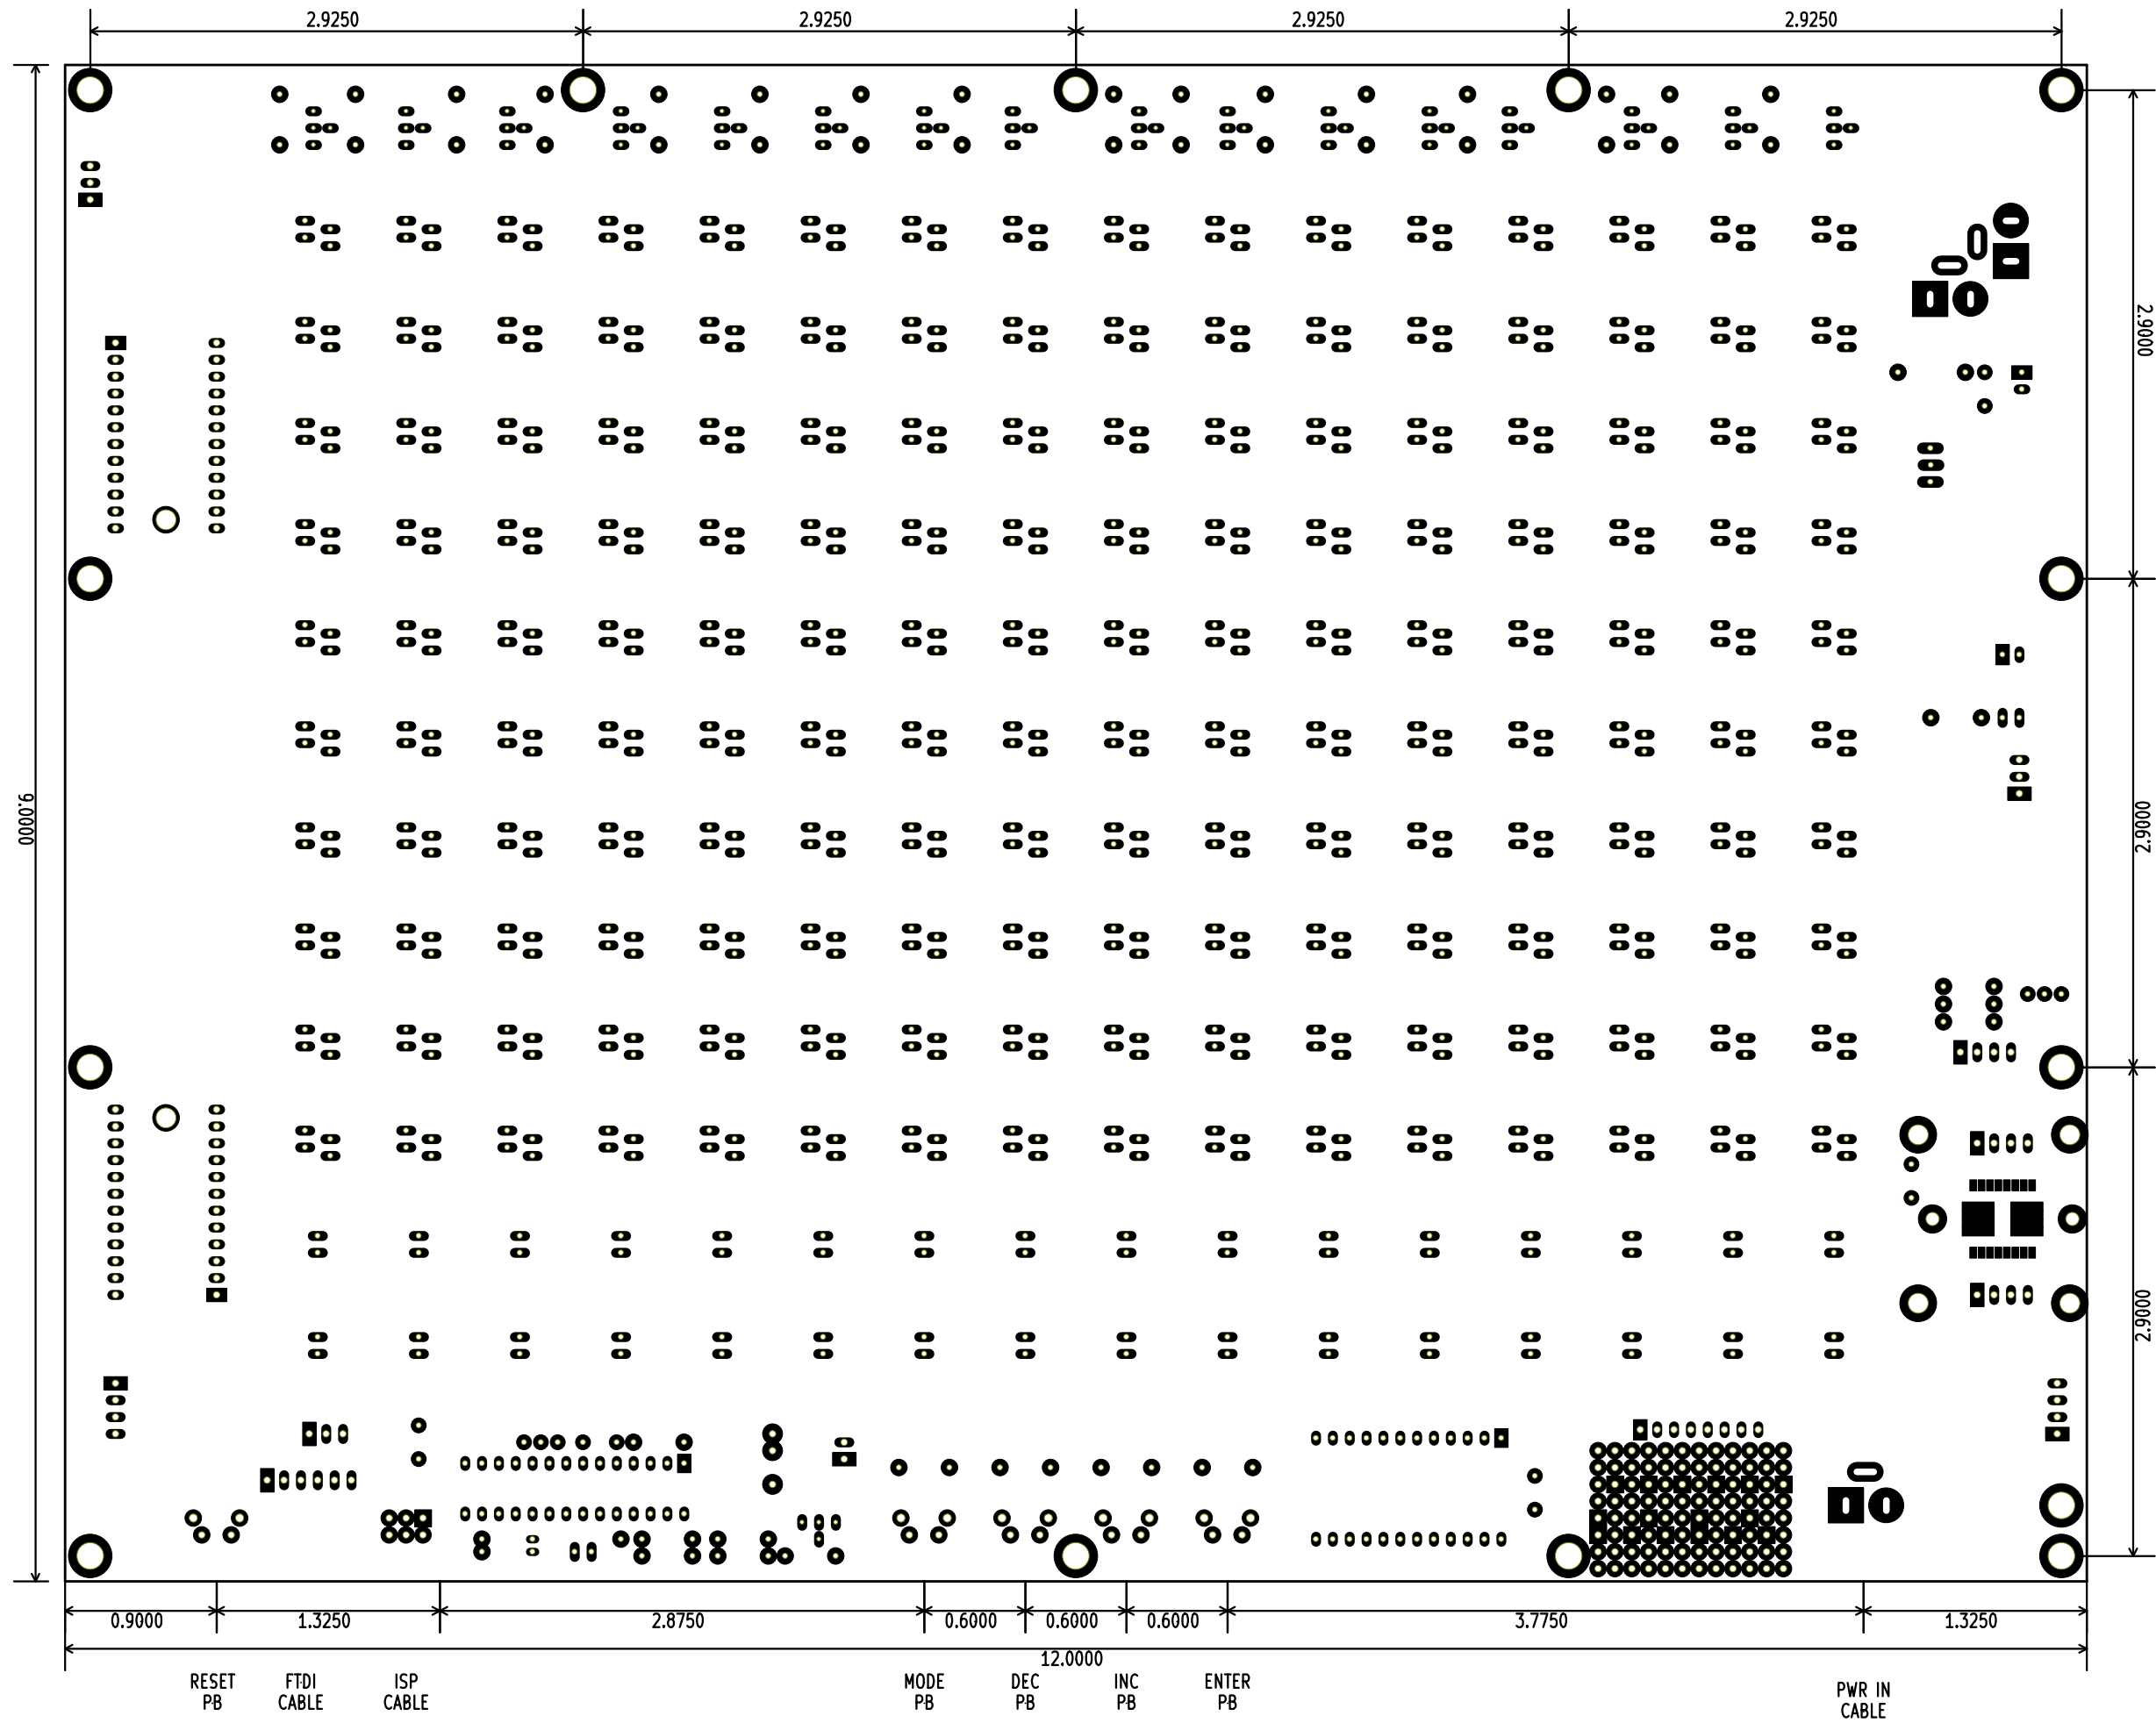 2.9250 2.9250 2.9250 2.9250
2.9000
9.0000
2.9000
2.9000
0.9000 1.3250 2.8750 0.6000 0.6000 0.6000 3.7750 1.3250
12.0000
RESET FTDI ISP MODE DEC INC ENTER PWR IN
PB CABLE CABLE PB PB PB PB CABLE